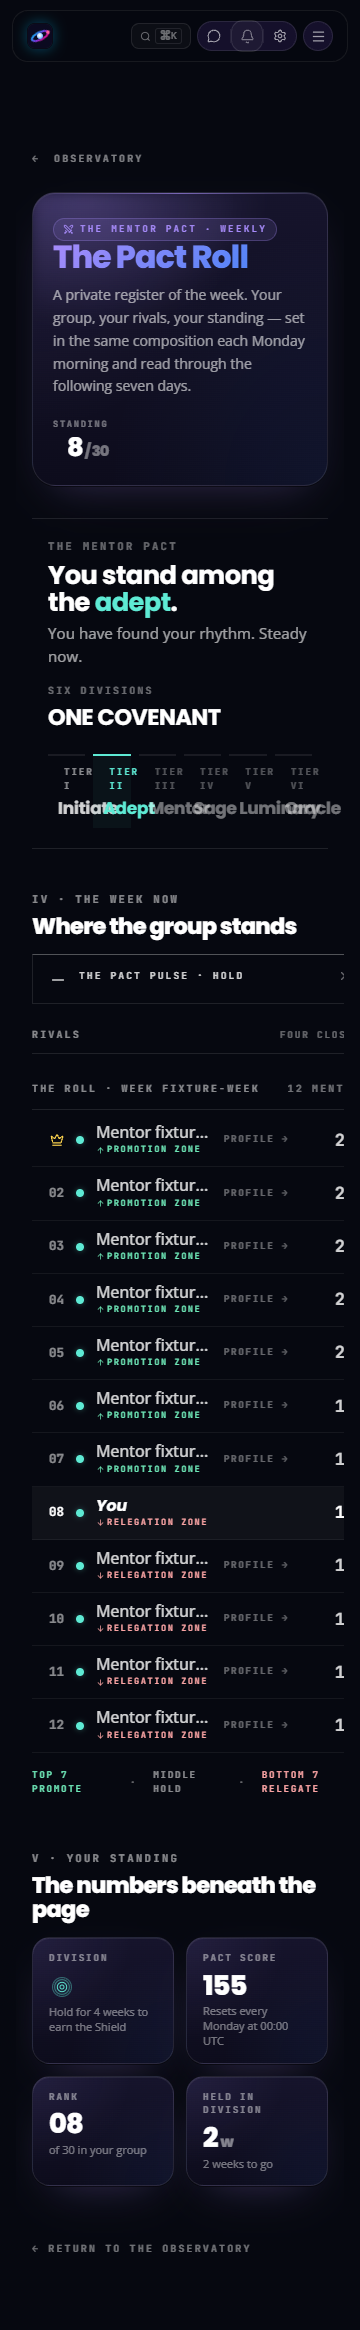 ⌘K
← OBSERVATORY
THE MENTOR PACT · WEEKLY
The Pact Roll
A private register of the week. Your
group, your rivals, your standing — set
in the same composition each Monday
morning and read through the
following seven days.
STANDING
8/30
THE MENTOR PACT
You stand among
the adept.
You have found your rhythm. Steady
now.
SIX DIVISIONS
ONE COVENANT
TIER I TIER II TIER III TIER IV TIER V TIER VI
Initiate Adept Mentor Sage Luminary Oracle
IV · THE WEEK NOW
Where the group stands
— THE PACT PULSE · HOLD
RIVALS FOUR CLOS
THE ROLL · WEEK FIXTURE-WEEK 12 MENT
Mentor fixtur... PROFILE → 2
↑ PROMOTION ZONE
02 Mentor fixtur... PROFILE → 2
↑ PROMOTION ZONE
03 Mentor fixtur... PROFILE → 2
↑ PROMOTION ZONE
04 Mentor fixtur... PROFILE → 2
↑ PROMOTION ZONE
05 Mentor fixtur... PROFILE → 2
↑ PROMOTION ZONE
06 Mentor fixtur... PROFILE → 1
↑ PROMOTION ZONE
07 Mentor fixtur... PROFILE → 1
↑ PROMOTION ZONE
08 You 1
↓ RELEGATION ZONE
09 Mentor fixtur... PROFILE → 1
↓ RELEGATION ZONE
10 Mentor fixtur... PROFILE → 1
↓ RELEGATION ZONE
11 Mentor fixtur... PROFILE → 1
↓ RELEGATION ZONE
12 Mentor fixtur... PROFILE → 1
↓ RELEGATION ZONE
TOP 7 PROMOTE · MIDDLE HOLD · BOTTOM 7 RELEGATE
V · YOUR STANDING
The numbers beneath the
page
DIVISION
Hold for 4 weeks to
earn the Shield
PACT SCORE
155
Resets every
Monday at 00:00
UTC
RANK
08
of 30 in your group
HELD IN
DIVISION
2w
2 weeks to go
← RETURN TO THE OBSERVATORY